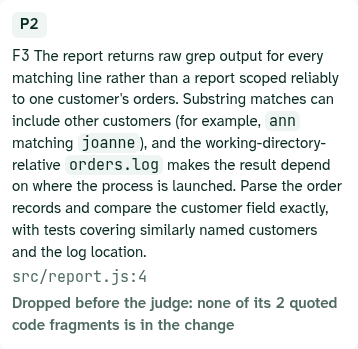 P2
F3 The report returns raw grep output for every
matching line rather than a report scoped reliably
to one customer's orders. Substring matches can
include other customers (for example, ann
matching joanne), and the working-directory-
relative orders.log makes the result depend
on where the process is launched. Parse the order
records and compare the customer field exactly,
with tests covering similarly named customers
and the log location.
src/report.js:4
Dropped before the judge: none of its 2 quoted
code fragments is in the change